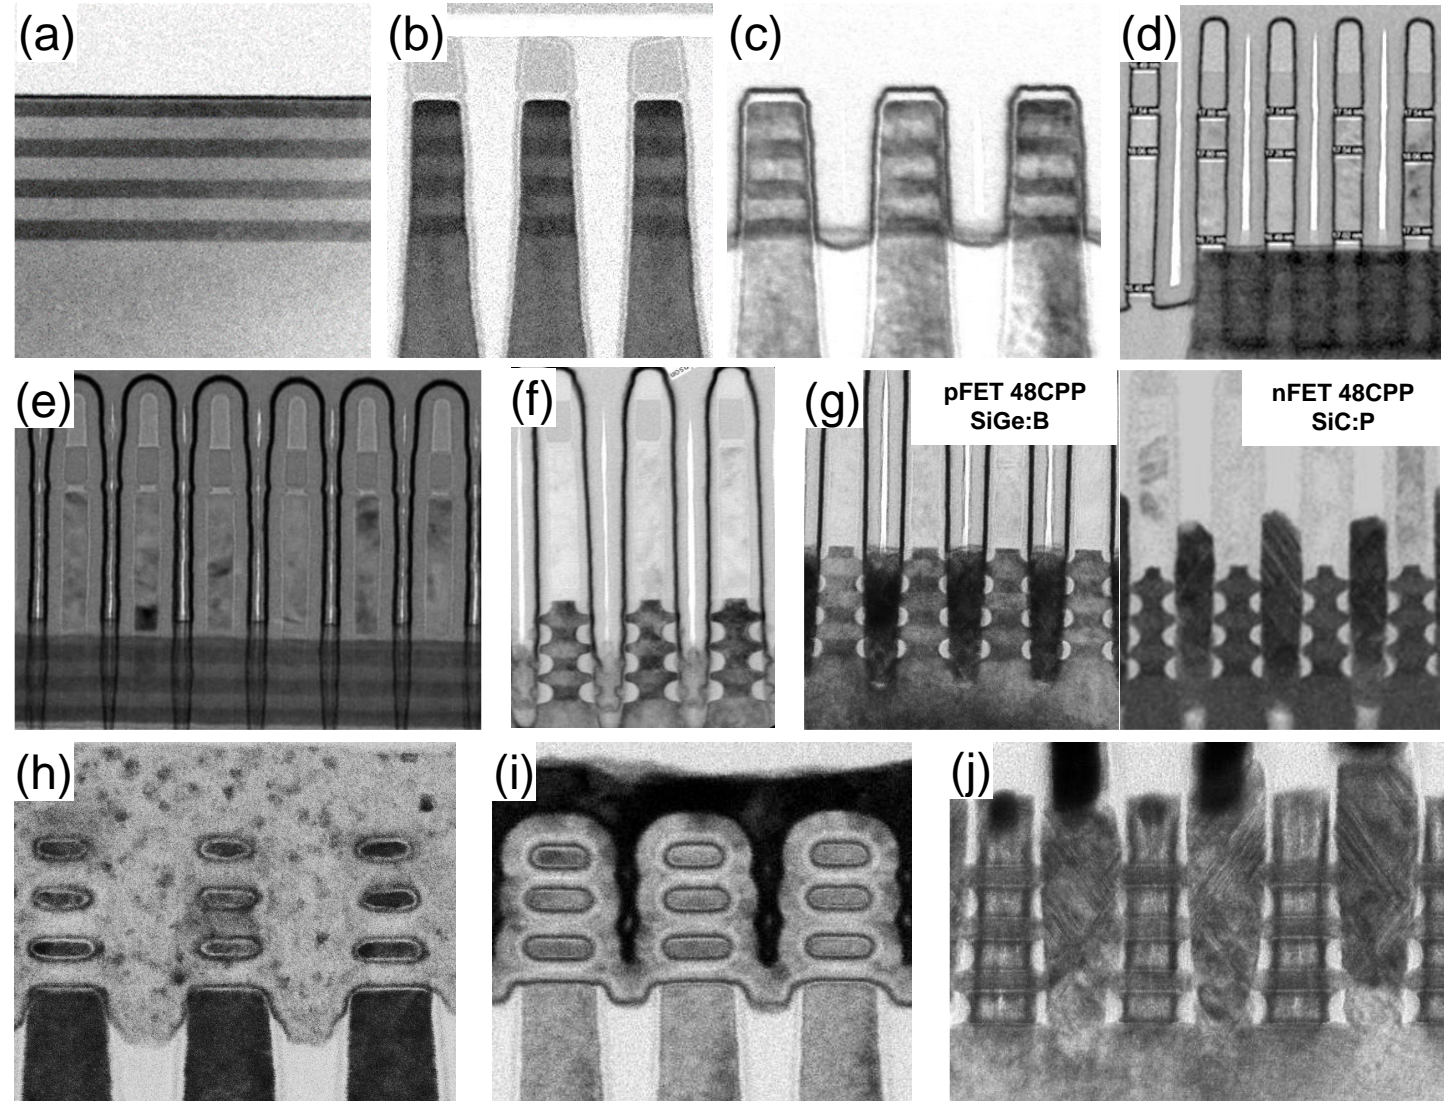 (a)
(b)
(c)
(d)
(e)
(f)
(g)
pFET 48CPP
SiGe:B
nFET 48CPP
SiC:P
(h)
(i)
(j)